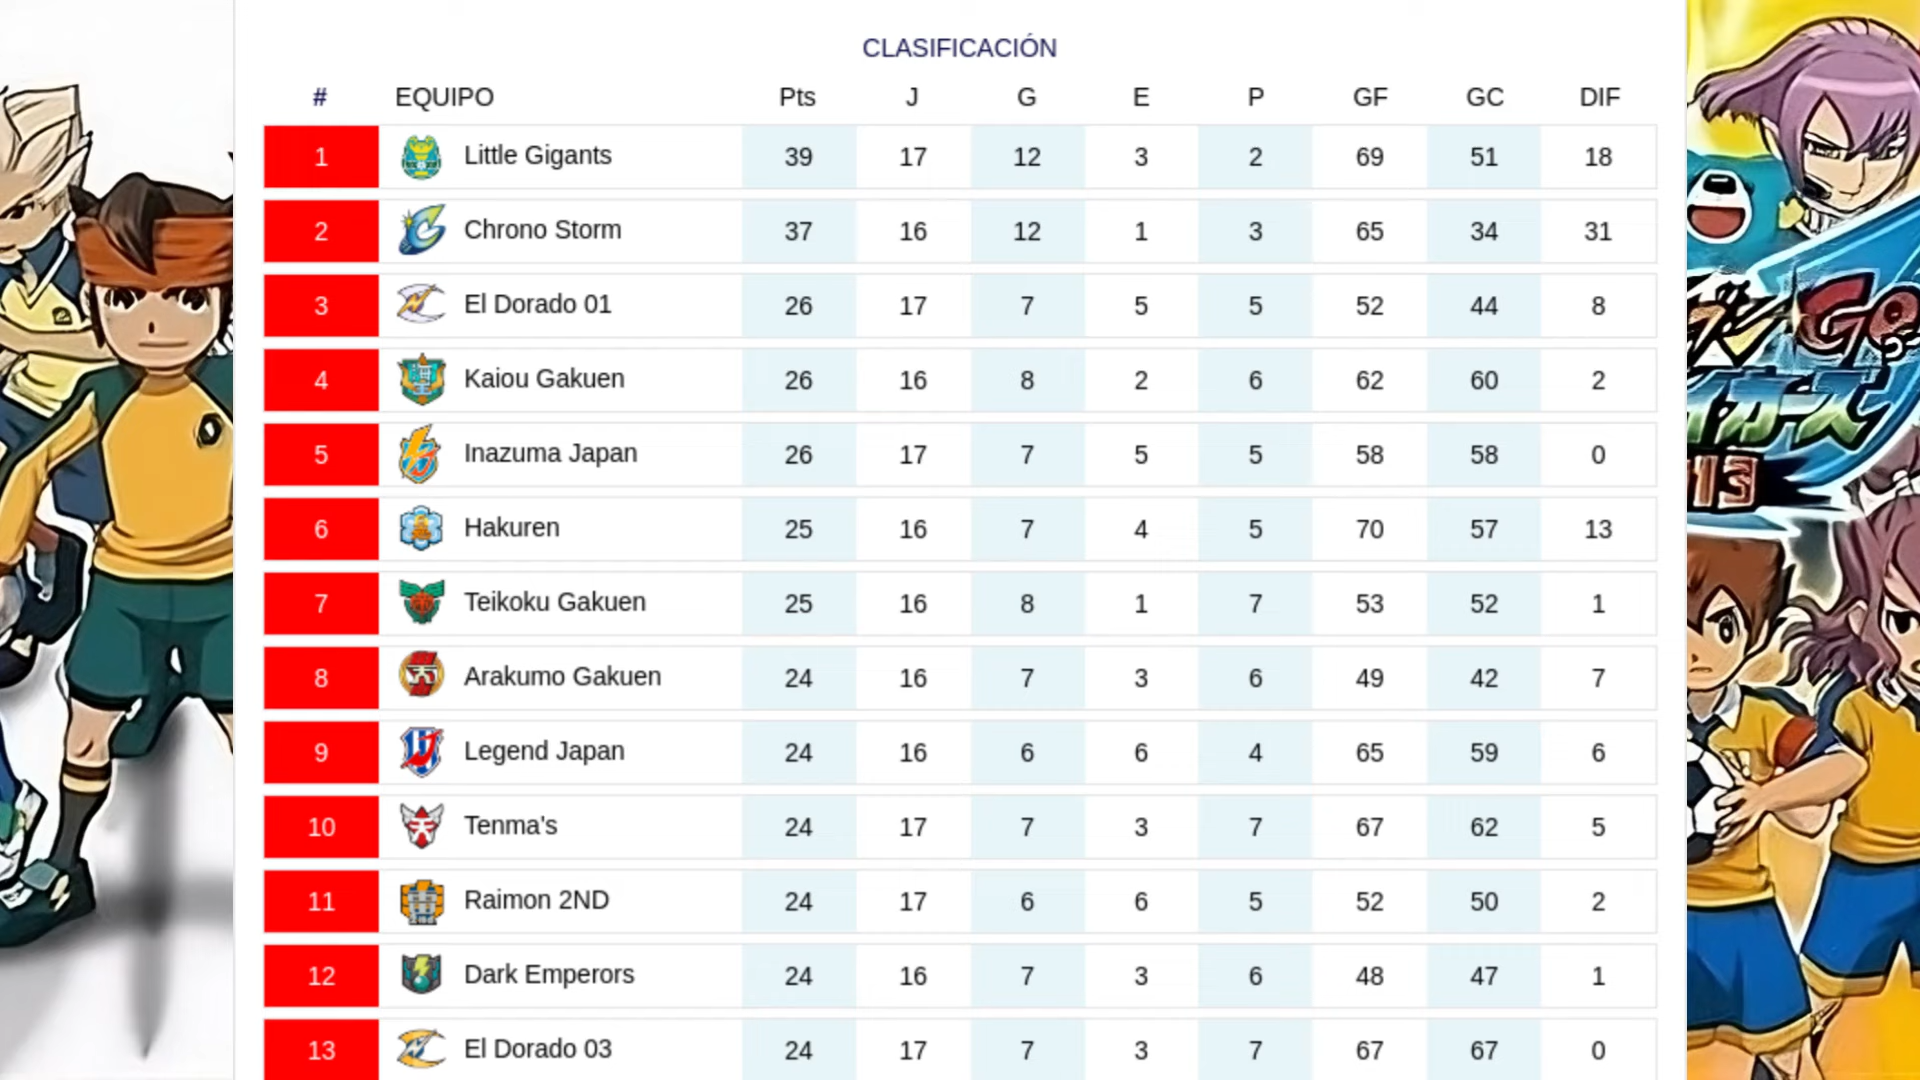 CLASIFICACIÓN
# EQUIPO Pts J G E P GF GC DIF
1 Little Gigants 39 17 12 3 2 69 51 18
2 Chrono Storm 37 16 12 1 3 65 34 31
3 El Dorado 01 26 17 7 5 5 52 44 8
4 Kaiou Gakuen 26 16 8 2 6 62 60 2
5 Inazuma Japan 26 17 7 5 5 58 58 0
6 Hakuren 25 16 7 4 5 70 57 13
7 Teikoku Gakuen 25 16 8 1 7 53 52 1
8 Arakumo Gakuen 24 16 7 3 6 49 42 7
9 Legend Japan 24 16 6 6 4 65 59 6
10 Tenma's 24 17 7 3 7 67 62 5
11 Raimon 2ND 24 17 6 6 5 52 50 2
12 Dark Emperors 24 16 7 3 6 48 47 1
13 El Dorado 03 24 17 7 3 7 67 67 0
GO
13